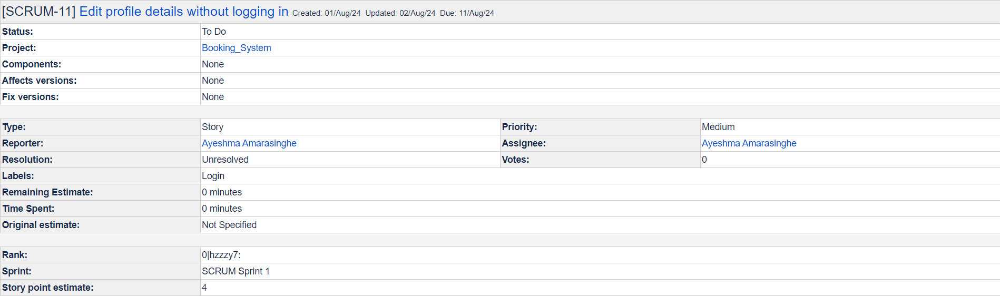 [SCRUM-11] Edit profile details without logging in Created: 01/Aug/24 Updated: 02/Aug/24 Due: 11/Aug/24
Status: To Do
Project: Booking_System
Components: None
Affects versions: None
Fix versions: None
Type: Story Priority: Medium
Reporter: Ayeshma Amarasinghe Assignee: Ayeshma Amarasinghe
Resolution: Unresolved Votes: 0
Labels: Login
Remaining Estimate: 0 minutes
Time Spent: 0 minutes
Original estimate: Not Specified
Rank: 0|hzzzy7:
Sprint: SCRUM Sprint 1
Story point estimate: 4